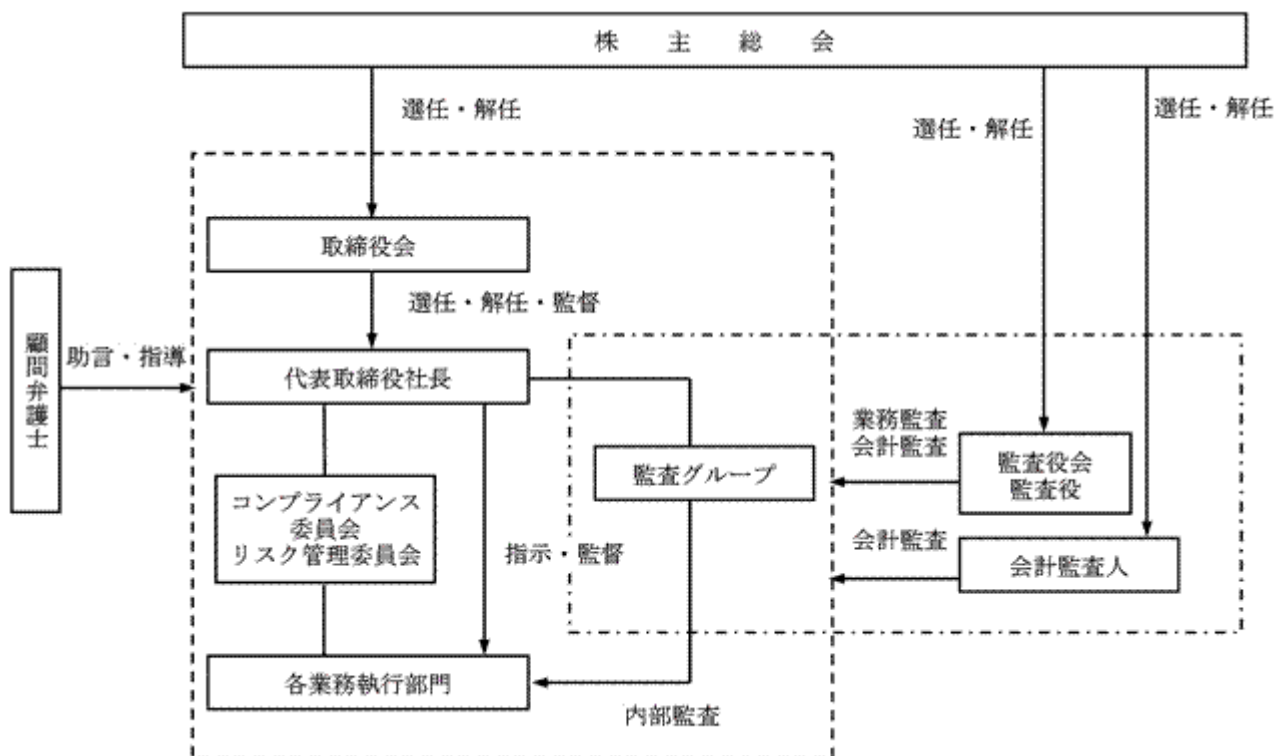 株主総会
選任・解任
選任・解任
選任・解任
取締役会
選任・解任・監督
顧問弁護士
助言・指導
代表取締役社長
業務監査
会計監査
監査役会
監査役
監査グループ
コンプライアンス
委員会
リスク管理委員会
指示・監督
会計監査
会計監査人
各業務執行部門
内部監査